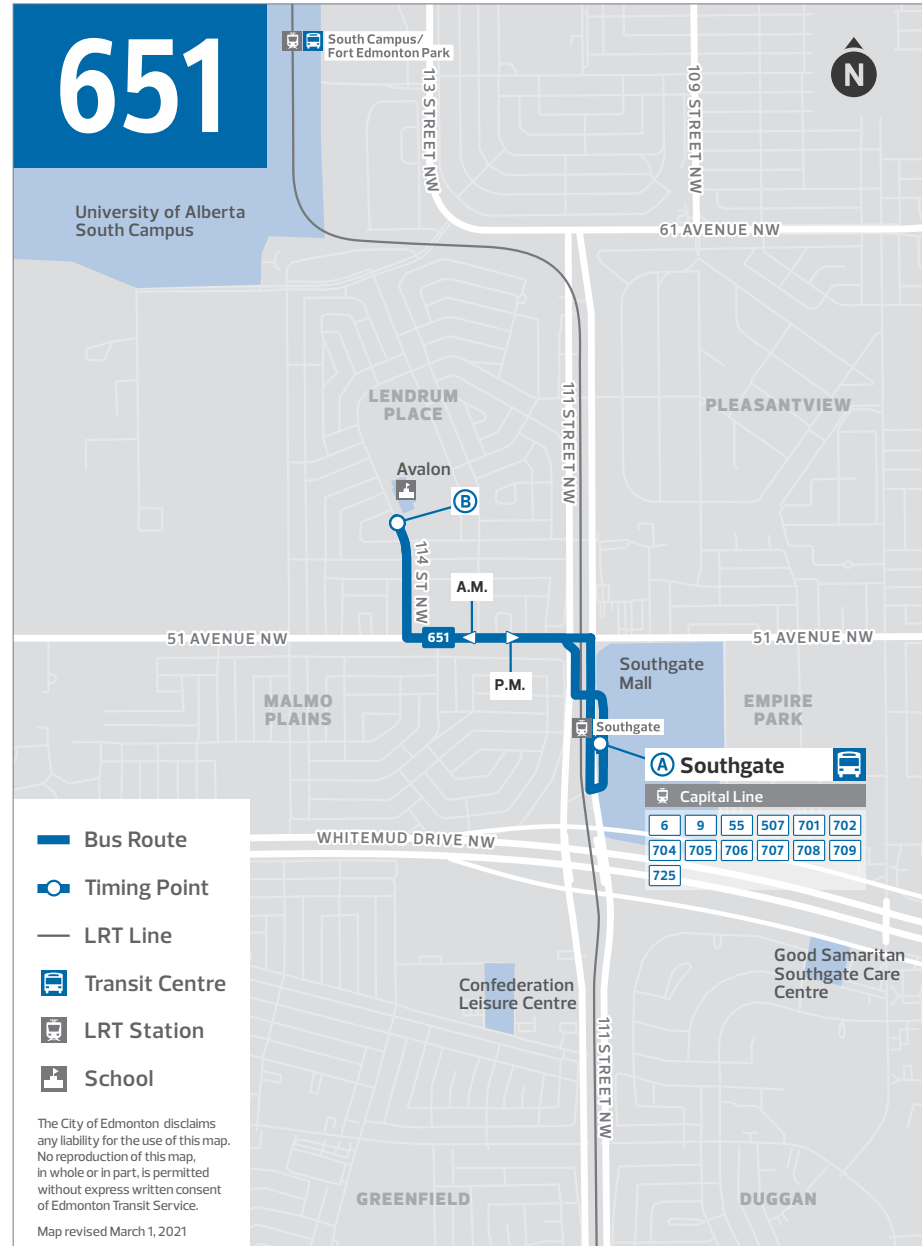 651
South Campus/
Fort Edmonton Park
113 STREET NW
109 STREET NW
N
University of Alberta
South Campus
61 AVENUE NW
LENDRUM
PLACE
111 STREET NW
PLEASANTVIEW
Avalon
B
114 ST NW
A.M.
51 AVENUE NW
651
51 AVENUE NW
P.M.
Southgate
Mall
MALMO
PLAINS
EMPIRE
PARK
Southgate
A Southgate
Capital Line
6 9 55 507 701 702
704 705 706 707 708 709
725
WHITEMUD DRIVE NW
Bus Route
Timing Point
LRT Line
Transit Centre
LRT Station
School
Good Samaritan
Southgate Care
Centre
Confederation
Leisure Centre
111 STREET NW
The City of Edmonton disclaims
any liability for the use of this map.
No reproduction of this map,
in whole or in part, is permitted
without express written consent
of Edmonton Transit Service.
Map revised March 1, 2021
GREENFIELD
DUGGAN